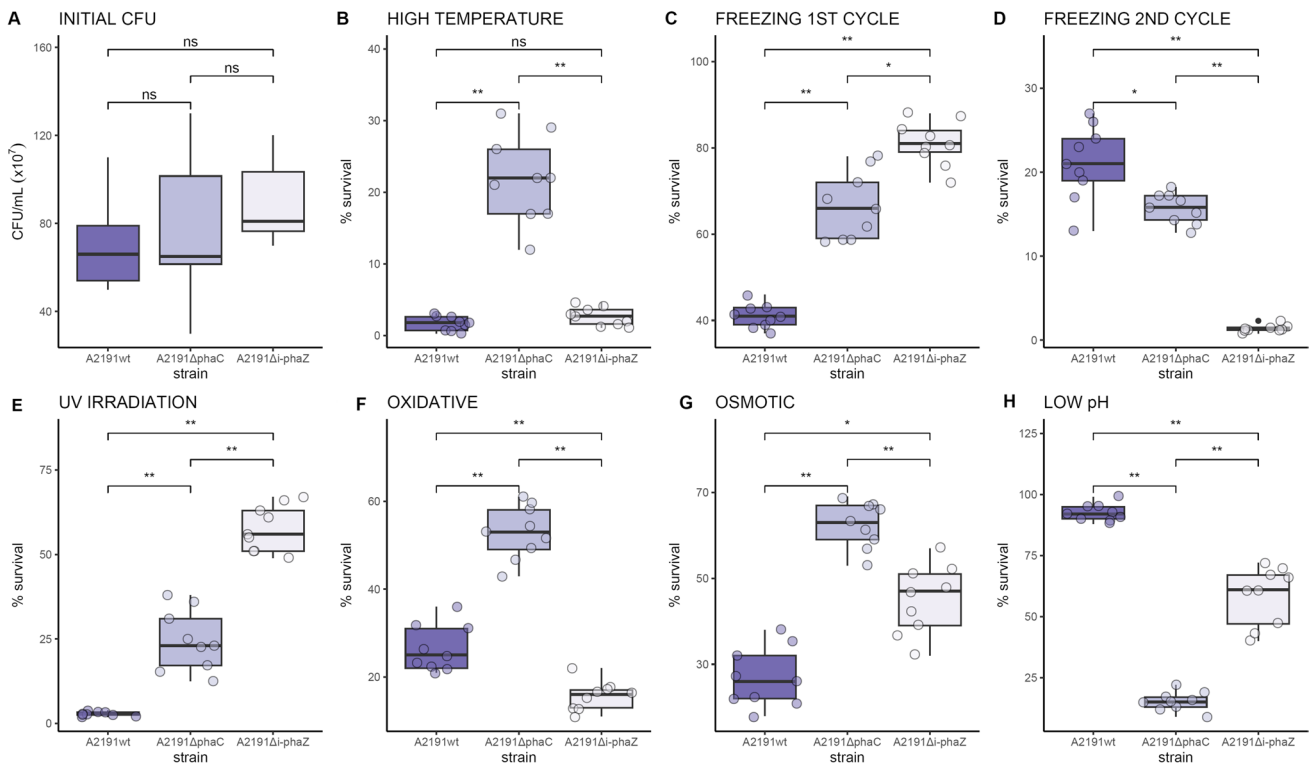 A INITIAL CFU
160
120
80
40
CFU/mL (x10⁷)
ns
ns
ns
A2191wt A2191ΔphaC A2191Δi-phaZ
strain
B HIGH TEMPERATURE
40
30
20
10
0
% survival
ns
**
**
A2191wt A2191ΔphaC A2191Δi-phaZ
strain
C FREEZING 1ST CYCLE
100
80
60
40
% survival
**
*
**
A2191wt A2191ΔphaC A2191Δi-phaZ
strain
D FREEZING 2ND CYCLE
30
20
10
0
% survival
**
**
*
A2191wt A2191ΔphaC A2191Δi-phaZ
strain
E UV IRRADIATION
75
50
25
0
% survival
**
**
**
A2191wt A2191ΔphaC A2191Δi-phaZ
strain
F OXIDATIVE
60
40
20
% survival
**
**
**
A2191wt A2191ΔphaC A2191Δi-phaZ
strain
G OSMOTIC
70
50
30
% survival
*
**
**
A2191wt A2191ΔphaC A2191Δi-phaZ
strain
H LOW pH
125
100
75
50
25
% survival
**
**
**
A2191wt A2191ΔphaC A2191Δi-phaZ
strain